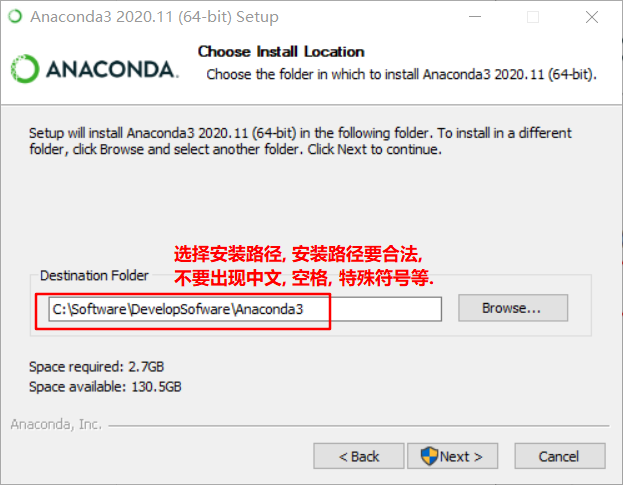 Anaconda3 2020.11 (64-bit) Setup
ANACONDA.
Choose Install Location
Choose the folder in which to install Anaconda3 2020.11 (64-bit).
Setup will install Anaconda3 2020.11 (64-bit) in the following folder. To install in a different
folder, click Browse and select another folder. Click Next to continue.
选择安装路径, 安装路径要合法,
不要出现中文, 空格, 特殊符号等.
Destination Folder
C:\Software\DevelopSofware\Anaconda3
Browse...
Space required: 2.7GB
Space available: 130.5GB
Anaconda, Inc.
< Back
Next >
Cancel